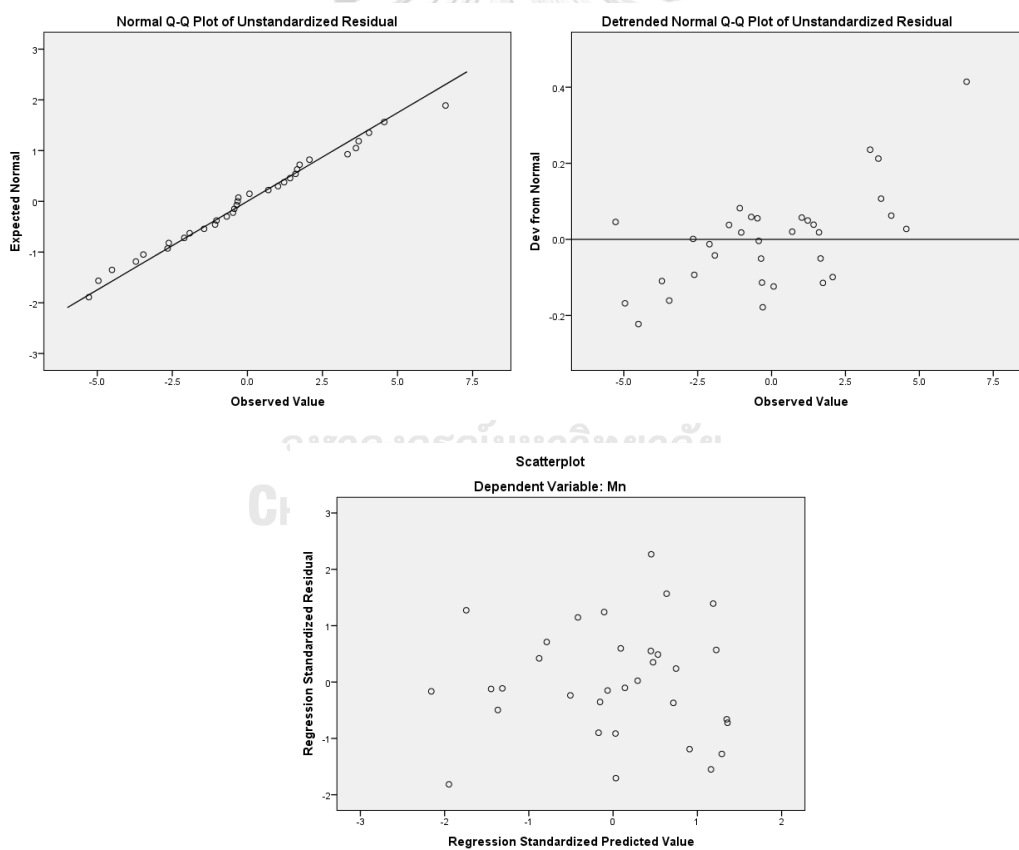 Normal Q-Q Plot of Unstandardized Residual
Expected Normal
3
2
1
0
-1
-2
-3
-5.0 -2.5 0.0 2.5 5.0 7.5
Observed Value
Detrended Normal Q-Q Plot of Unstandardized Residual
Dev from Normal
0.4
0.2
0.0
-0.2
-5.0 -2.5 0.0 2.5 5.0 7.5
Observed Value
Scatterplot
Dependent Variable: Mn
Regression Standardized Residual
3
2
1
0
-1
-2
-3 -2 -1 0 1 2
Regression Standardized Predicted Value